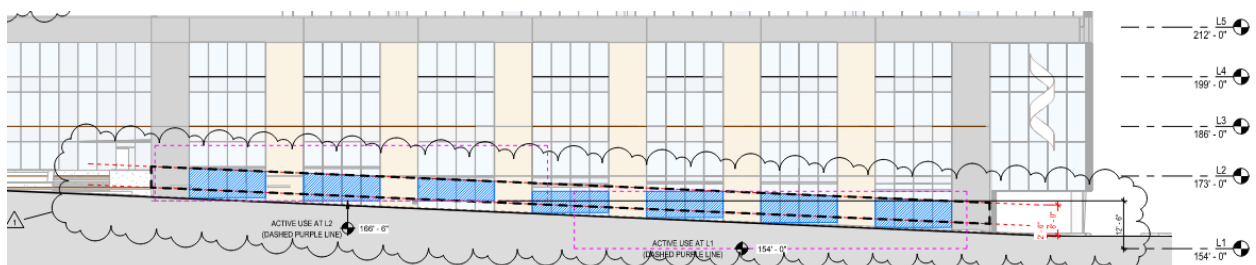 L5
212' - 0"
L4
199' - 0"
L3
186' - 0"
L2
173' - 0"
ACTIVE USE AT L2
(DASHED PURPLE LINE)
166' - 6"
ACTIVE USE AT L1
(DASHED PURPLE LINE)
154' - 0"
12' - 6"
L1
154' - 0"
1